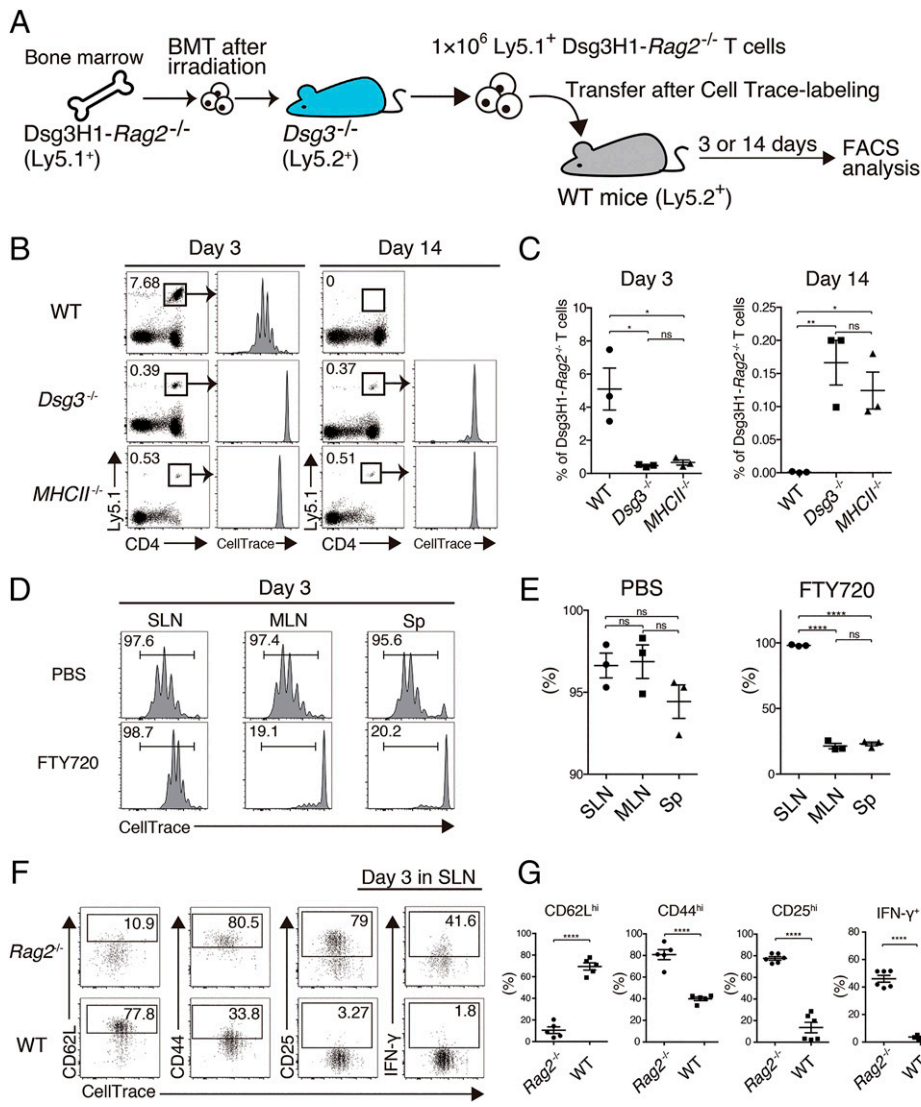 A
Bone marrow
BMT after
irradiation
1×10⁶ Ly5.1⁺ Dsg3H1-Rag2⁻/⁻ T cells
Transfer after Cell Trace-labeling
Dsg3H1-Rag2⁻/⁻
(Ly5.1⁺)
Dsg3⁻/⁻
(Ly5.2⁺)
3 or 14 days
FACS
analysis
WT mice (Ly5.2⁺)
B
Day 3
Day 14
WT
7.68
0
Dsg3⁻/⁻
0.39
0.37
MHCII⁻/⁻
0.53
0.51
Ly5.1
Ly5.1
CD4
CellTrace
CD4
CellTrace
C
Day 3
% of Dsg3H1-Rag2⁻/⁻ T cells
10
8
6
4
2
0
*
*
ns
WT
Dsg3⁻/⁻
MHCII⁻/⁻
Day 14
% of Dsg3H1-Rag2⁻/⁻ T cells
0.25
0.20
0.15
0.10
0.05
0.00
*
**
ns
WT
Dsg3⁻/⁻
MHCII⁻/⁻
D
Day 3
SLN
MLN
Sp
PBS
97.6
97.4
95.6
FTY720
98.7
19.1
20.2
CellTrace
E
PBS
(%)
100
95
90
ns
ns
ns
SLN
MLN
Sp
FTY720
(%)
100
50
0
****
****
ns
SLN
MLN
Sp
F
Day 3 in SLN
Rag2⁻/⁻
10.9
80.5
79
41.6
WT
77.8
33.8
3.27
1.8
CD62L
CD44
CD25
IFN-γ
CellTrace
G
CD62Lʰⁱ
(%)
100
80
60
40
20
0
****
Rag2⁻/⁻
WT
CD44ʰⁱ
(%)
100
80
60
40
20
0
****
Rag2⁻/⁻
WT
CD25ʰⁱ
(%)
100
80
60
40
20
0
****
Rag2⁻/⁻
WT
IFN-γ⁺
(%)
80
60
40
20
0
****
Rag2⁻/⁻
WT